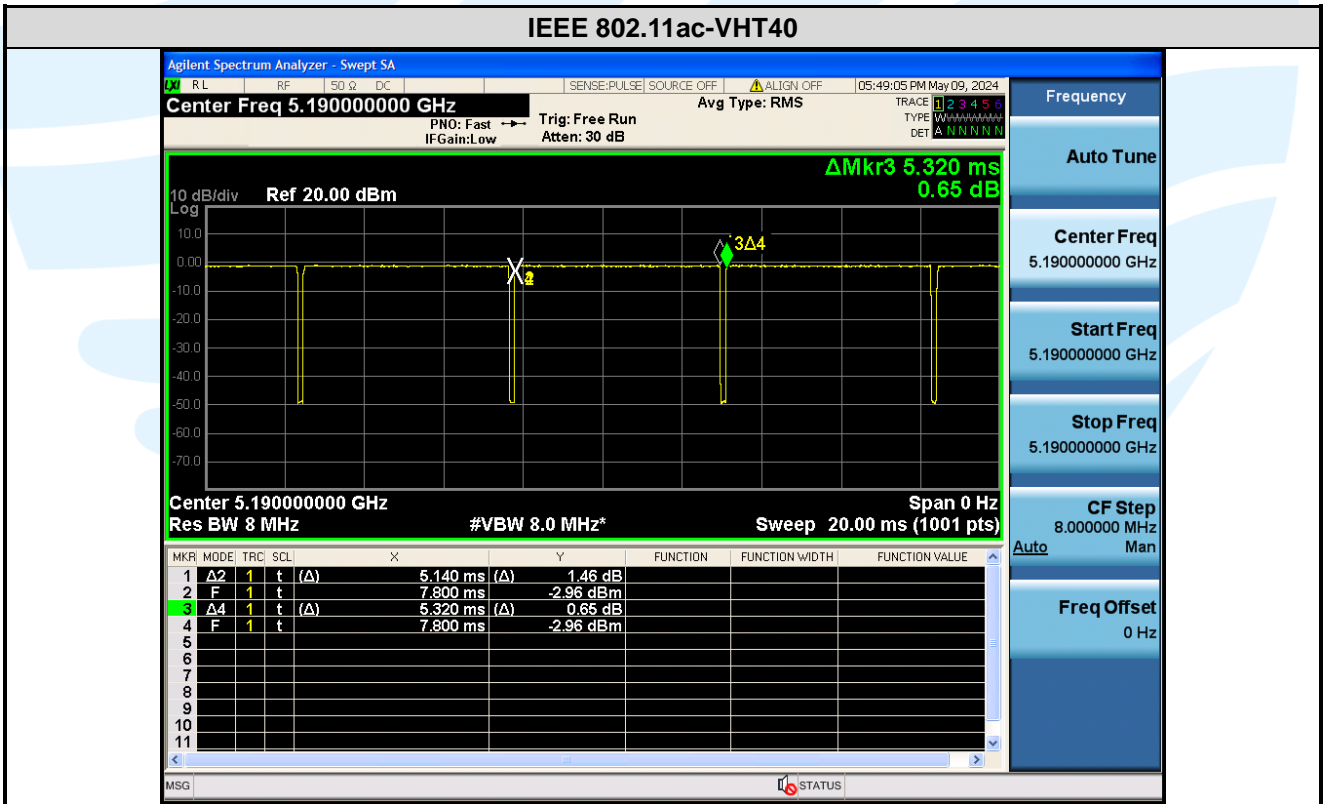 IEEE 802.11ac-VHT40
Agilent Spectrum Analyzer - Swept SA
LXI RL RF 50 Ω DC SENSE:PULSE SOURCE OFF ALIGN OFF 05:49:05 PM May 09, 2024
Center Freq 5.190000000 GHz Avg Type: RMS TRACE 1 2 3 4 5 6
PNO: Fast Trig: Free Run TYPE W
IFGain:Low Atten: 30 dB DET A N N N N N
ΔMkr3 5.320 ms
0.65 dB
10 dB/div Ref 20.00 dBm
Log
10.0
0.00
-10.0
-20.0
-30.0
-40.0
-50.0
-60.0
-70.0
3Δ4
Center 5.190000000 GHz Span 0 Hz
Res BW 8 MHz #VBW 8.0 MHz* Sweep 20.00 ms (1001 pts)
MKR MODE TRC SCL X Y FUNCTION FUNCTION WIDTH FUNCTION VALUE
1 Δ2 1 t (Δ) 5.140 ms (Δ) 1.46 dB
2 F 1 t 7.800 ms -2.96 dBm
3 Δ4 1 t (Δ) 5.320 ms (Δ) 0.65 dB
4 F 1 t 7.800 ms -2.96 dBm
5
6
7
8
9
10
11
MSG STATUS
Frequency
Auto Tune
Center Freq
5.190000000 GHz
Start Freq
5.190000000 GHz
Stop Freq
5.190000000 GHz
CF Step
8.000000 MHz
Auto Man
Freq Offset
0 Hz